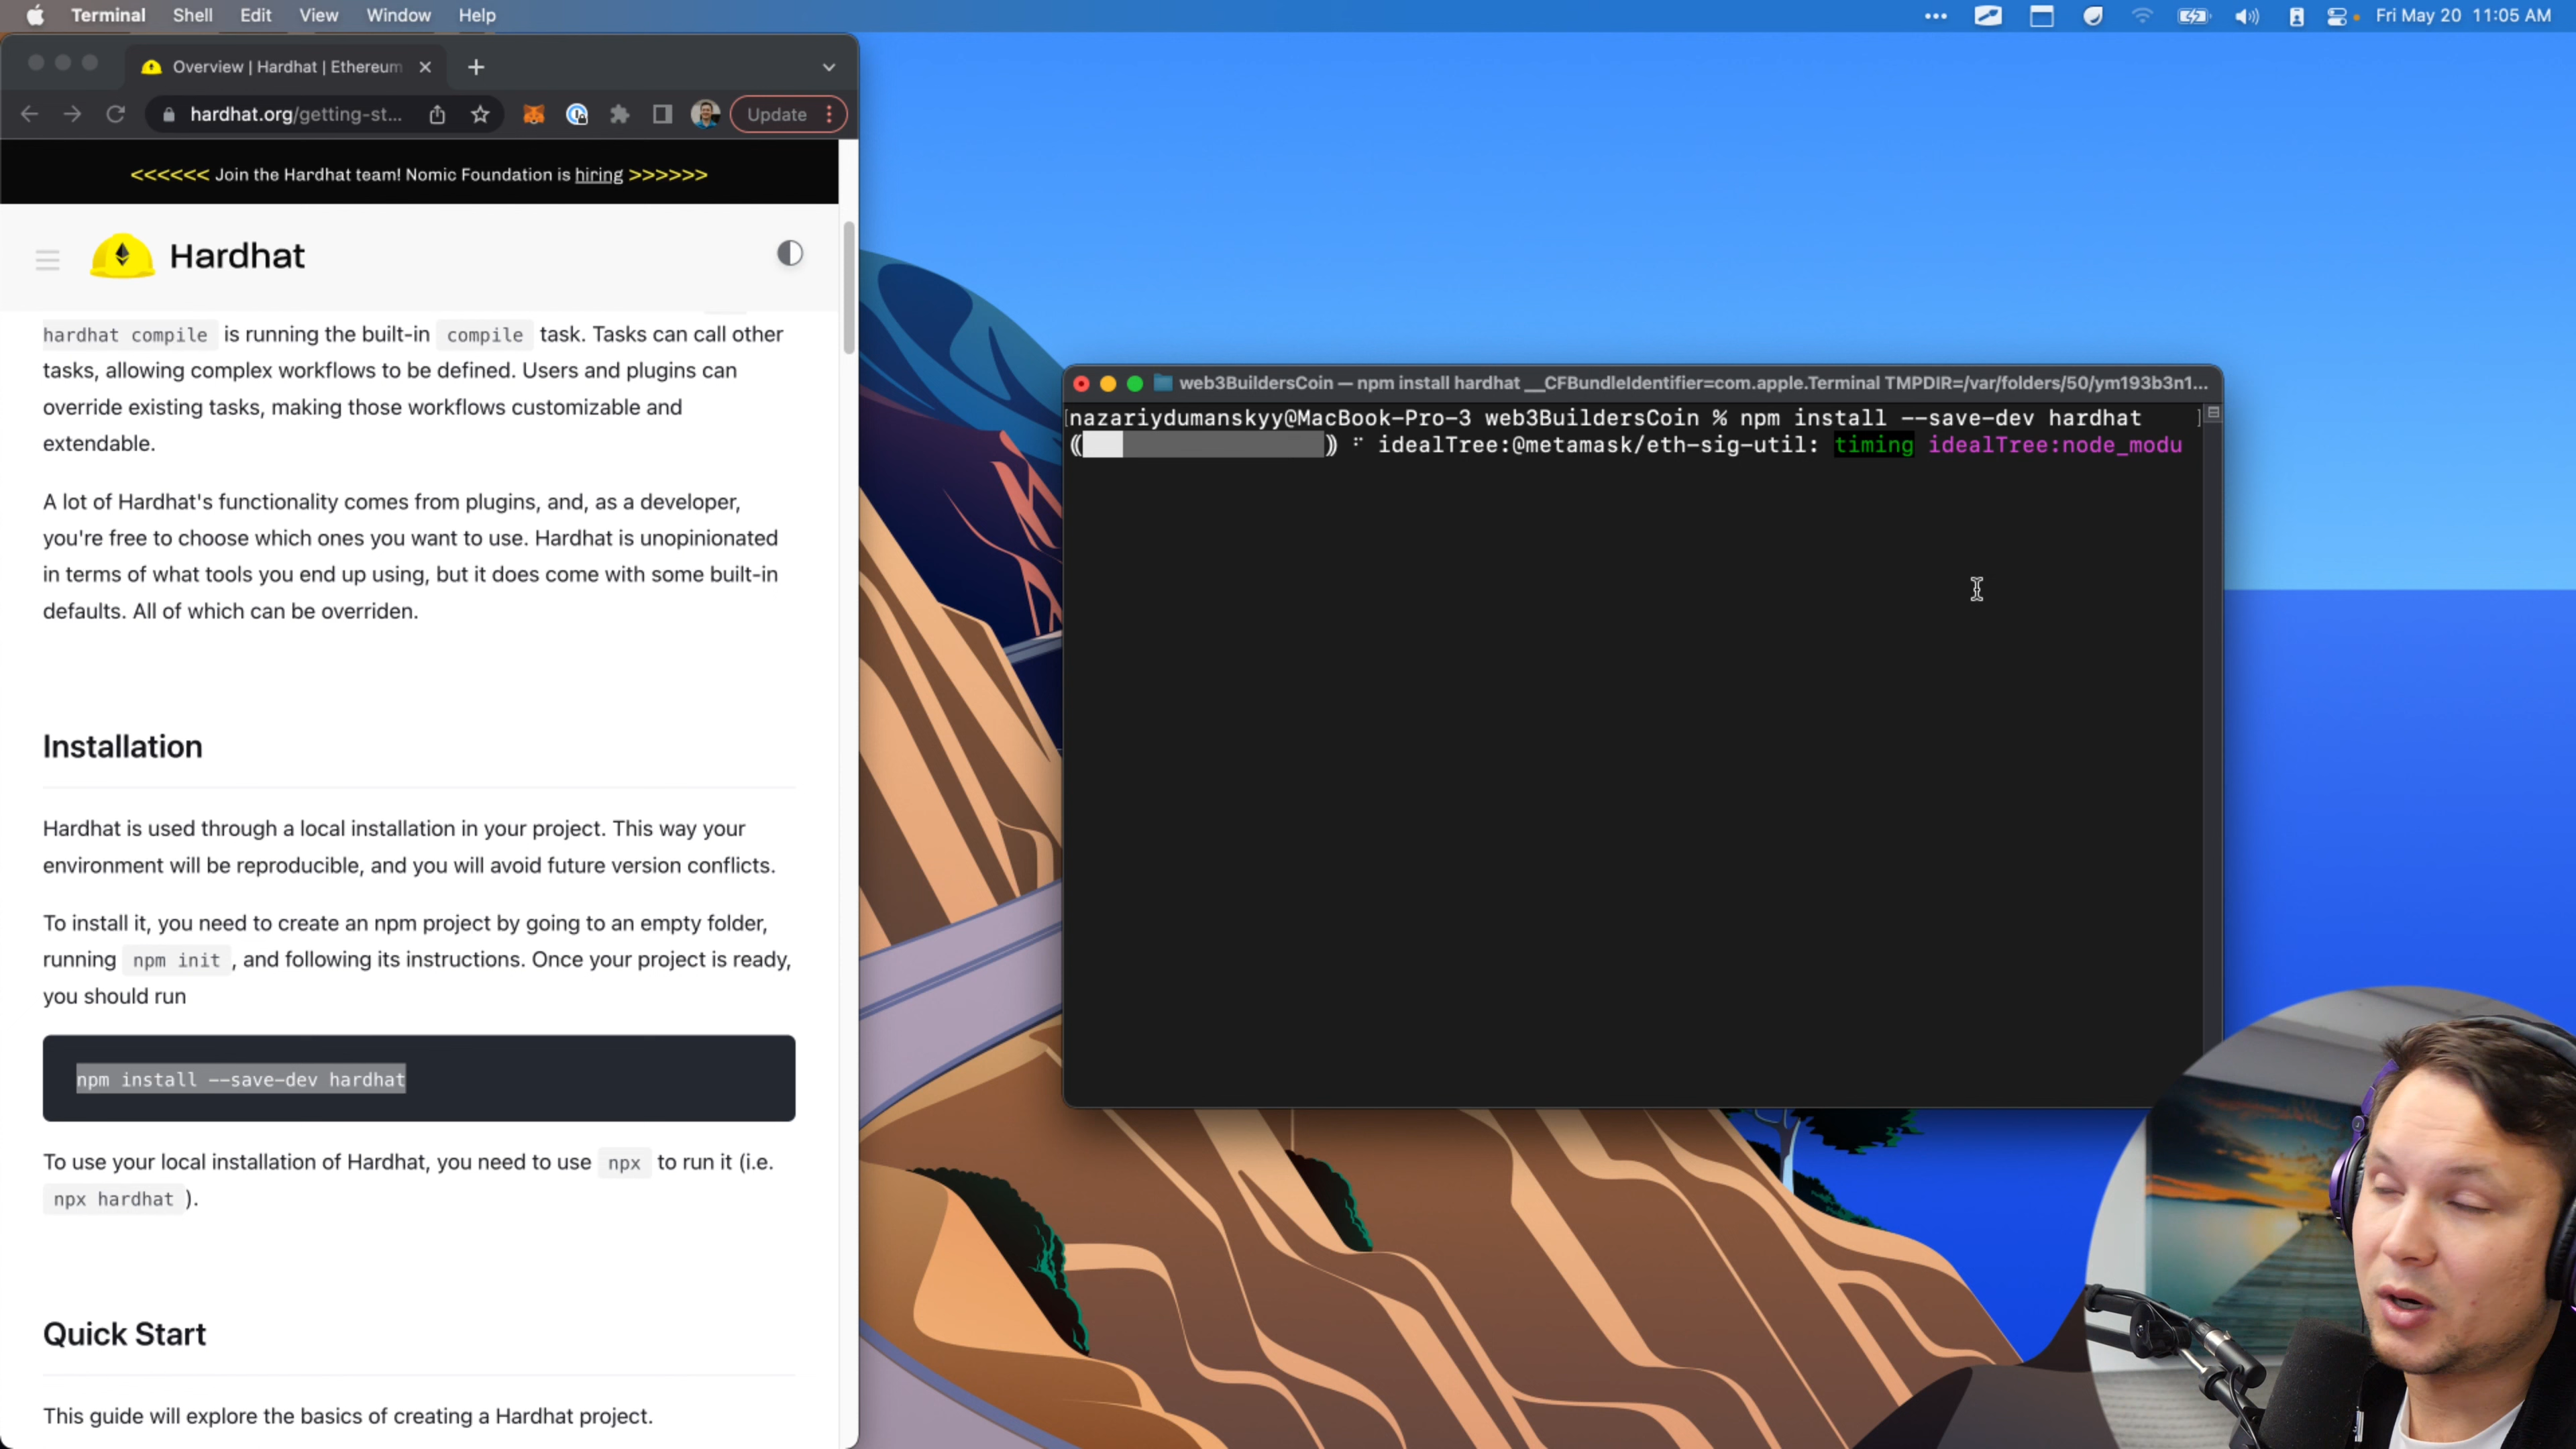 Terminal Shell Edit View Window Help
Fri May 20 11:05 AM
Overview | Hardhat | Ethereum
hardhat.org/getting-st...
Update
<<<<<< Join the Hardhat team! Nomic Foundation is hiring >>>>>>
Hardhat
hardhat compile is running the built-in compile task. Tasks can call other
tasks, allowing complex workflows to be defined. Users and plugins can
override existing tasks, making those workflows customizable and
extendable.
A lot of Hardhat's functionality comes from plugins, and, as a developer,
you're free to choose which ones you want to use. Hardhat is unopinionated
in terms of what tools you end up using, but it does come with some built-in
defaults. All of which can be overriden.
Installation
Hardhat is used through a local installation in your project. This way your
environment will be reproducible, and you will avoid future version conflicts.
To install it, you need to create an npm project by going to an empty folder,
running npm init , and following its instructions. Once your project is ready,
you should run
npm install --save-dev hardhat
To use your local installation of Hardhat, you need to use npx to run it (i.e.
npx hardhat ).
Quick Start
This guide will explore the basics of creating a Hardhat project.
web3BuildersCoin — npm install hardhat __CFBundleIdentifier=com.apple.Terminal TMPDIR=/var/folders/50/ym193b3n1...
[nazariydumanskyy@MacBook-Pro-3 web3BuildersCoin % npm install --save-dev hardhat ]
(( )) ⠋ idealTree:@metamask/eth-sig-util: timing idealTree:node_modu